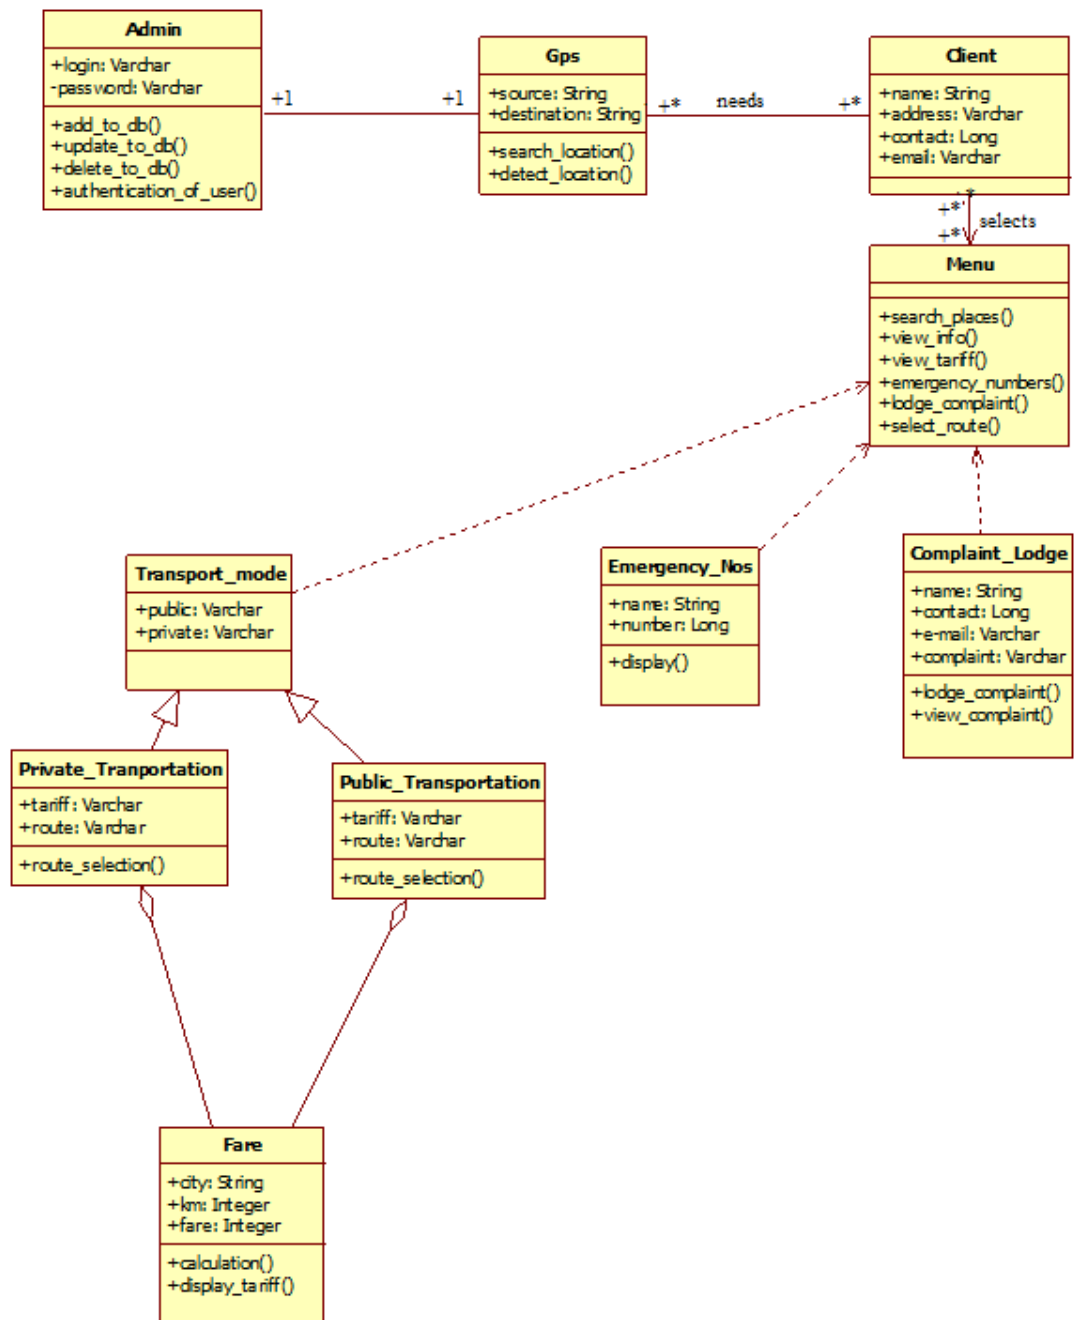 Admin
+login: Varchar
-password: Varchar
+add_to_db()
+update_to_db()
+delete_to_db()
+authentication_of_user()
+1
+1
Gps
+source: String
+destination: String
+search_location()
+detect_location()
+*
needs
+*
Client
+name: String
+address: Varchar
+contact: Long
+email: Varchar
+*
selects
+*
Menu
+search_places()
+view_info()
+view_tariff()
+emergency_numbers()
+lodge_complaint()
+select_route()
Transport_mode
+public: Varchar
+private: Varchar
Emergency_Nos
+name: String
+number: Long
+display()
Complaint_Lodge
+name: String
+contact: Long
+e-mail: Varchar
+complaint: Varchar
+lodge_complaint()
+view_complaint()
Private_Tranportation
+tariff: Varchar
+route: Varchar
+route_selection()
Public_Transportation
+tariff: Varchar
+route: Varchar
+route_selection()
Fare
+city: String
+km: Integer
+fare: Integer
+calculation()
+display_tariff()